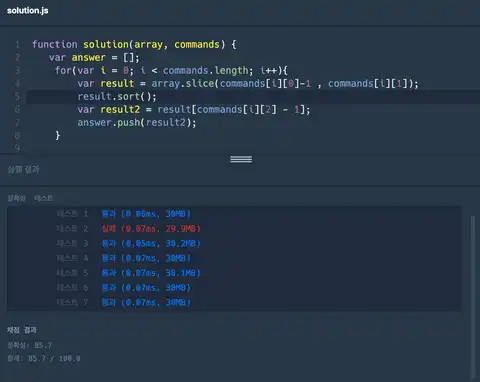 solution.js
1 function solution(array, commands) {
2 var answer = [];
3 for(var i = 0; i < commands.length; i++){
4 var result = array.slice(commands[i][0]-1 , commands[i][1]);
5 result.sort();
6 var result2 = result[commands[i][2] - 1];
7 answer.push(result2);
8 }
9
실행 결과
정확성 테스트
테스트 1 통과 (0.06ms, 30MB)
테스트 2 실패 (0.07ms, 29.9MB)
테스트 3 통과 (0.05ms, 30.2MB)
테스트 4 통과 (0.07ms, 30MB)
테스트 5 통과 (0.07ms, 30.1MB)
테스트 6 통과 (0.07ms, 30MB)
테스트 7 통과 (0.07ms, 30MB)
채점 결과
정확성: 85.7
합계: 85.7 / 100.0